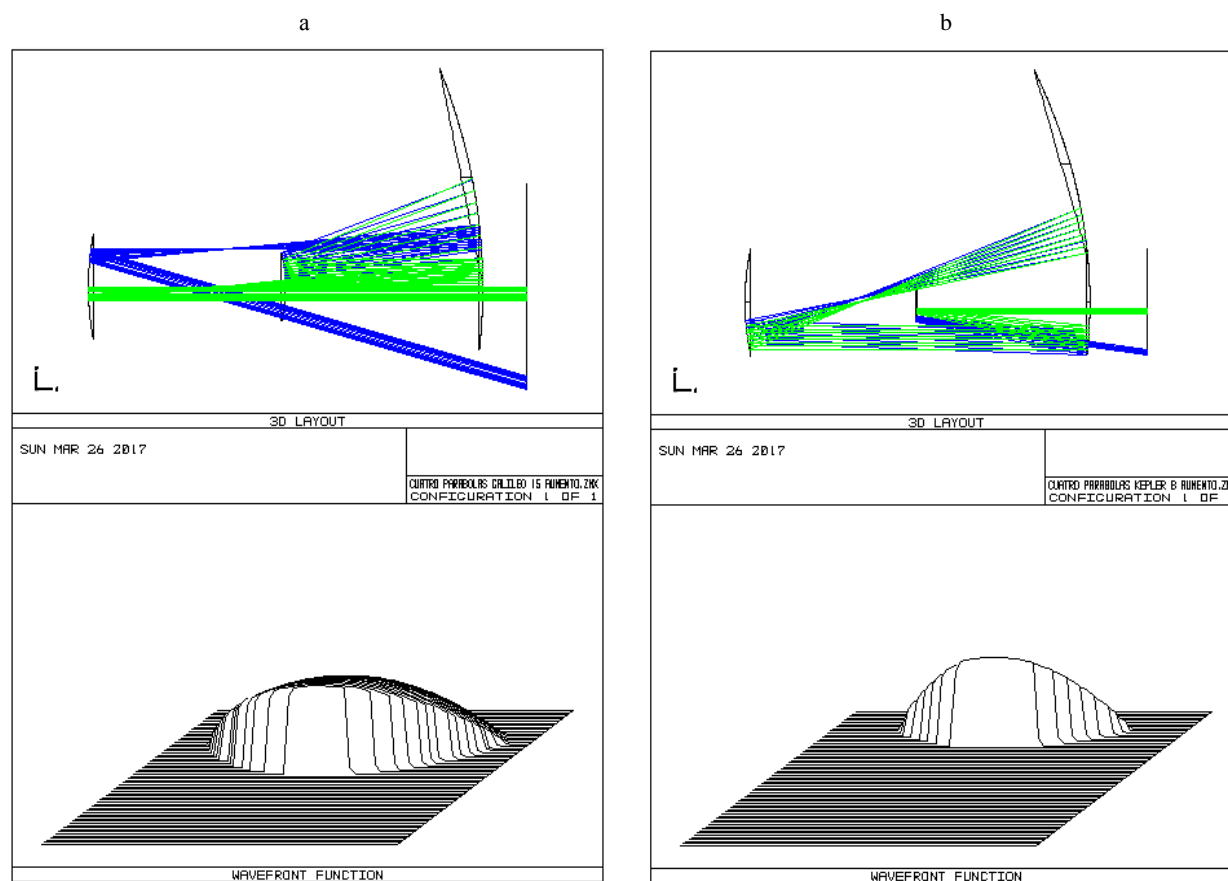 a
b
3D LAYOUT
SUN MAR 26 2017
CUATRO PARABOLAS GALILEO 15 AUMENTO.ZMX
CONFIGURATION 1 OF 1
WAVEFRONT FUNCTION
3D LAYOUT
SUN MAR 26 2017
CUATRO PARABOLAS KEPLER 8 AUMENTO.Z
CONFIGURATION 1 OF
WAVEFRONT FUNCTION